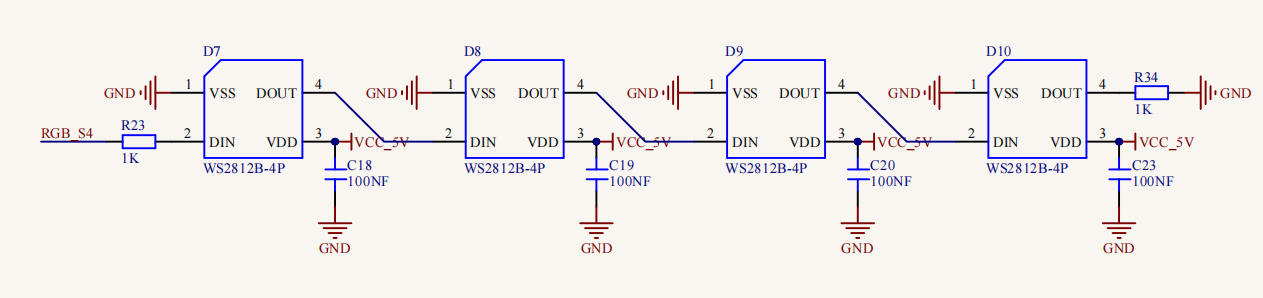 D7 D8 D9 D10
GND 1 VSS DOUT 4 GND 1 VSS DOUT 4 GND 1 VSS DOUT 4 GND 1 VSS DOUT 4 R34 GND
1K
RGB_S4 R23 2 DIN VDD 3 VCC_5V 2 DIN VDD 3 VCC_5V 2 DIN VDD 3 VCC_5V 2 DIN VDD 3 VCC_5V
1K
WS2812B-4P C18 WS2812B-4P C19 WS2812B-4P C20 WS2812B-4P C23
100NF 100NF 100NF 100NF
GND GND GND GND